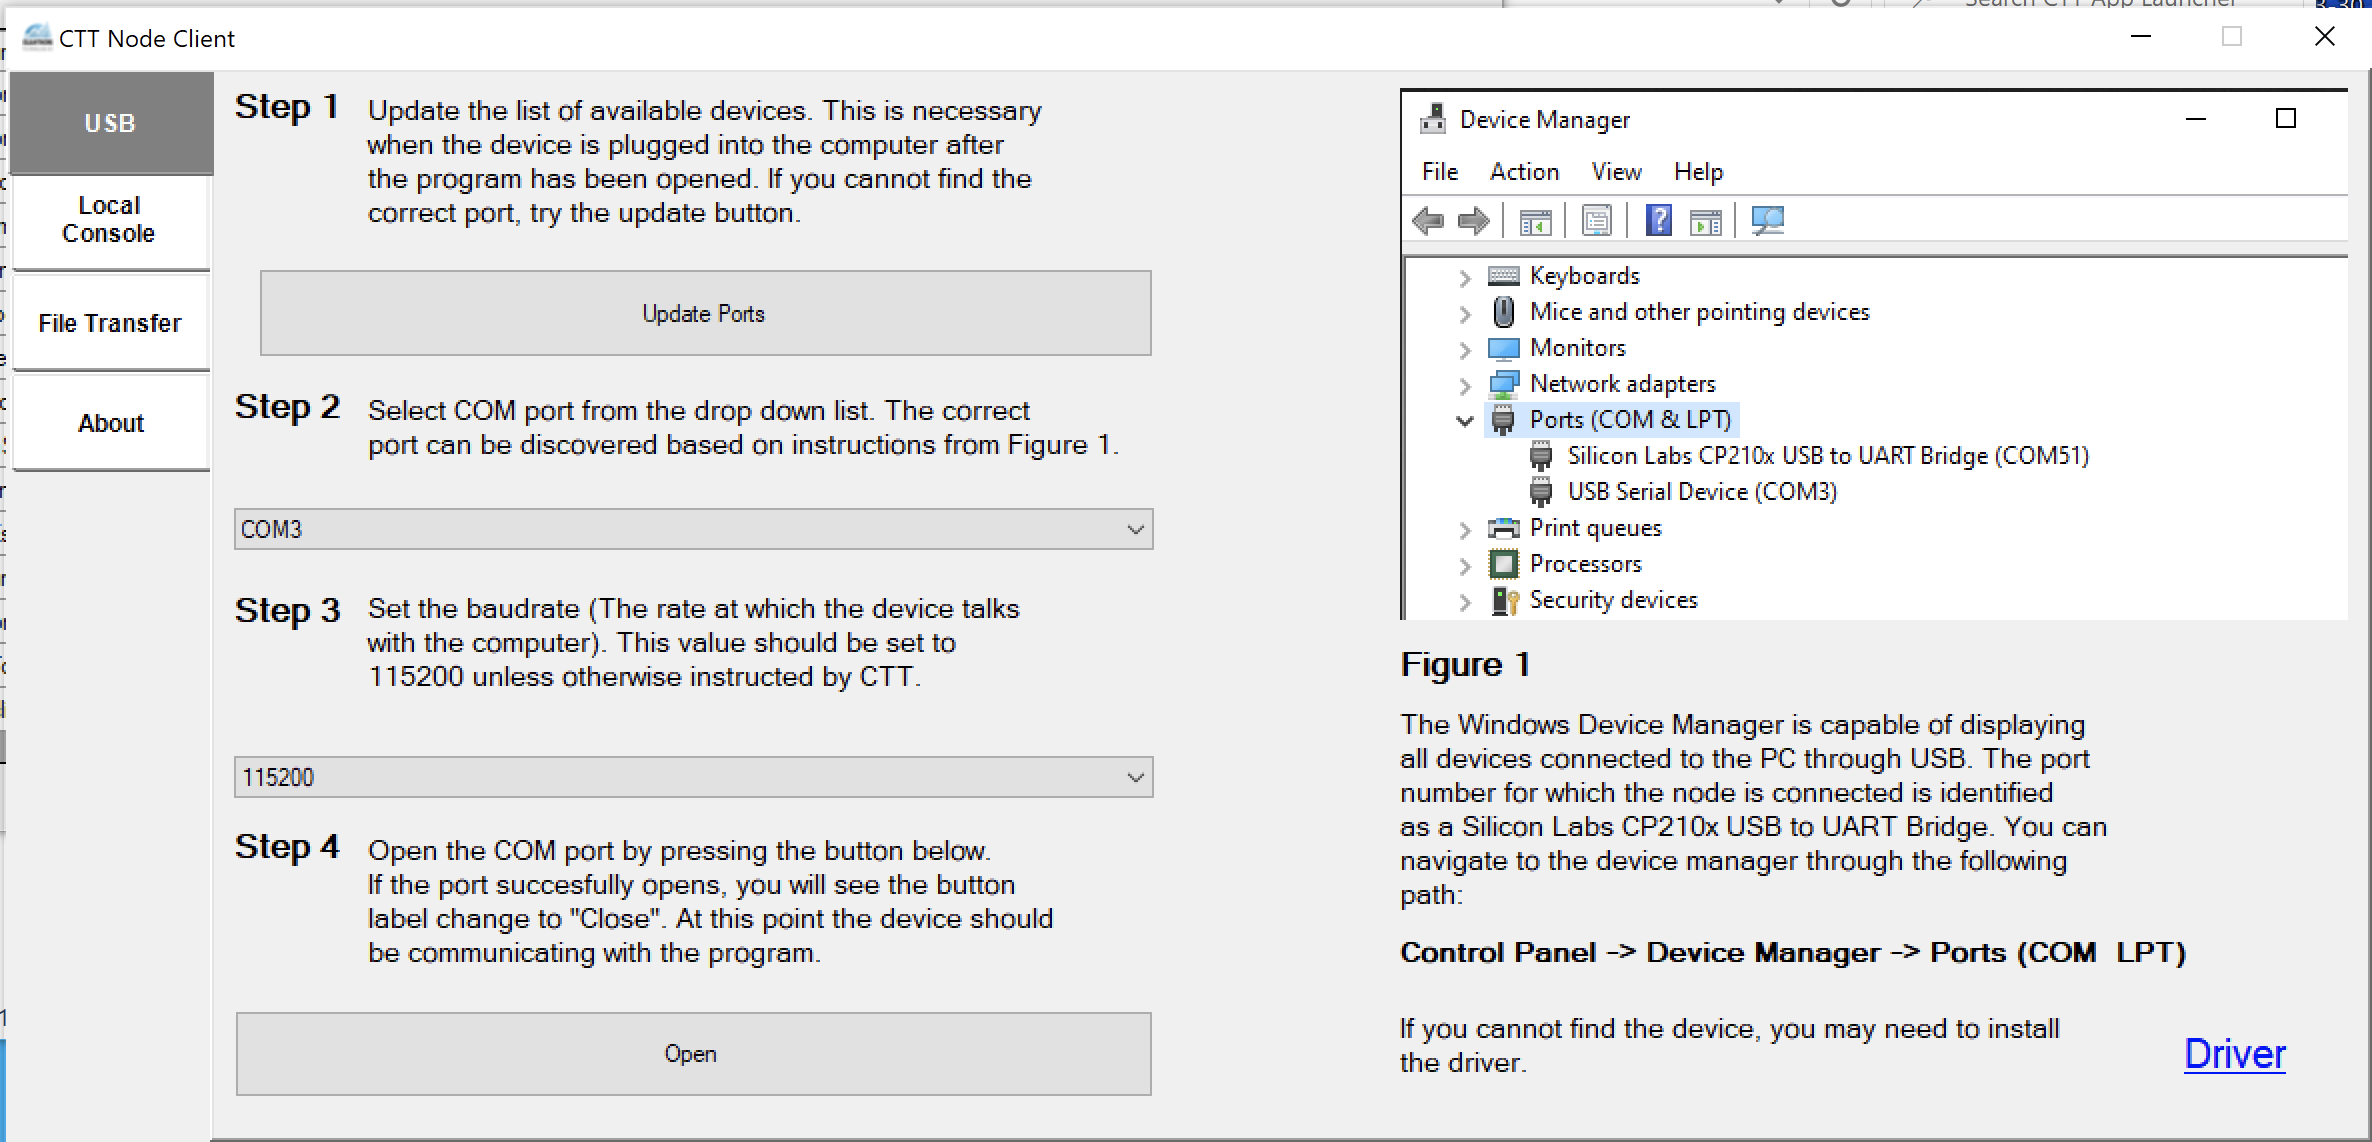 Search CTT App Launcher
CTT Node Client
USB
Local
Console
File Transfer
About
Step 1
Update the list of available devices. This is necessary
when the device is plugged into the computer after
the program has been opened. If you cannot find the
correct port, try the update button.
Update Ports
Step 2
Select COM port from the drop down list. The correct
port can be discovered based on instructions from Figure 1.
COM3
Step 3
Set the baudrate (The rate at which the device talks
with the computer). This value should be set to
115200 unless otherwise instructed by CTT.
115200
Step 4
Open the COM port by pressing the button below.
If the port succesfully opens, you will see the button
label change to "Close". At this point the device should
be communicating with the program.
Open
Device Manager
File Action View Help
Keyboards
Mice and other pointing devices
Monitors
Network adapters
Ports (COM & LPT)
Silicon Labs CP210x USB to UART Bridge (COM51)
USB Serial Device (COM3)
Print queues
Processors
Security devices
Figure 1
The Windows Device Manager is capable of displaying
all devices connected to the PC through USB. The port
number for which the node is connected is identified
as a Silicon Labs CP210x USB to UART Bridge. You can
navigate to the device manager through the following
path:
Control Panel -> Device Manager -> Ports (COM  LPT)
If you cannot find the device, you may need to install
the driver.
Driver